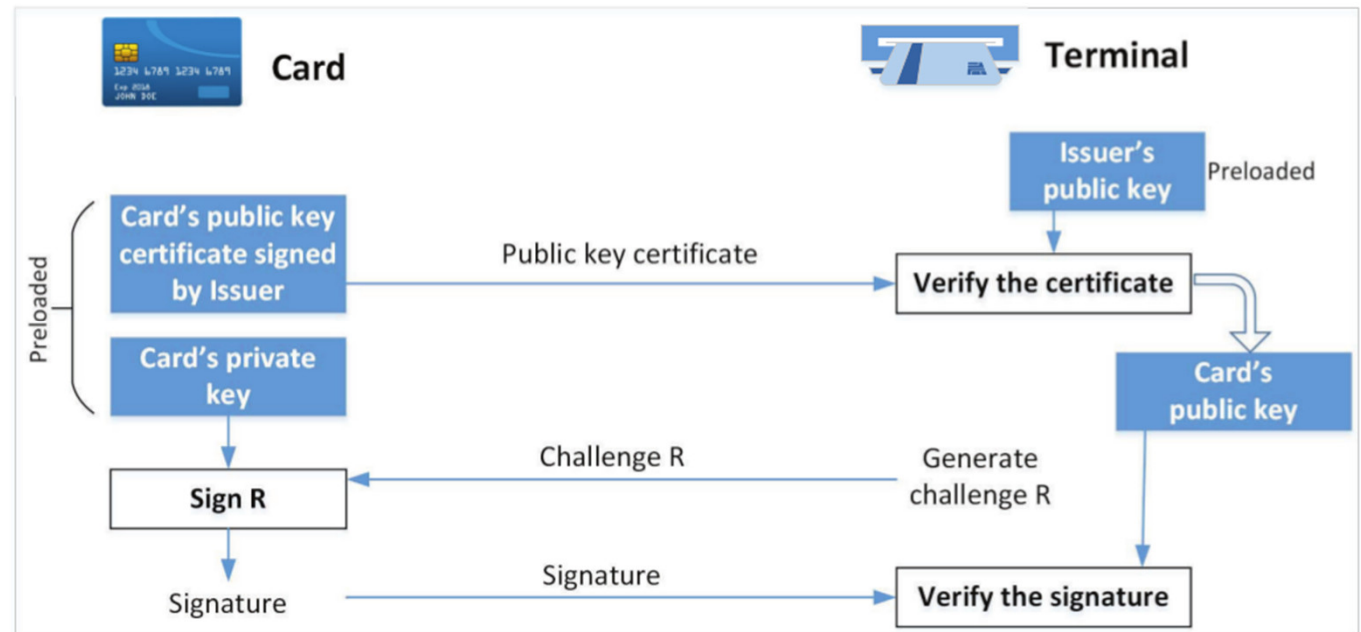 Card
Terminal
1234 6789 1234 6789
Exp 2018
JOHN DOE
Issuer's
public key
Preloaded
Preloaded
Card's public key
certificate signed
by Issuer
Public key certificate
Verify the certificate
Card's private
key
Card's
public key
Challenge R
Generate
challenge R
Sign R
Signature
Signature
Verify the signature